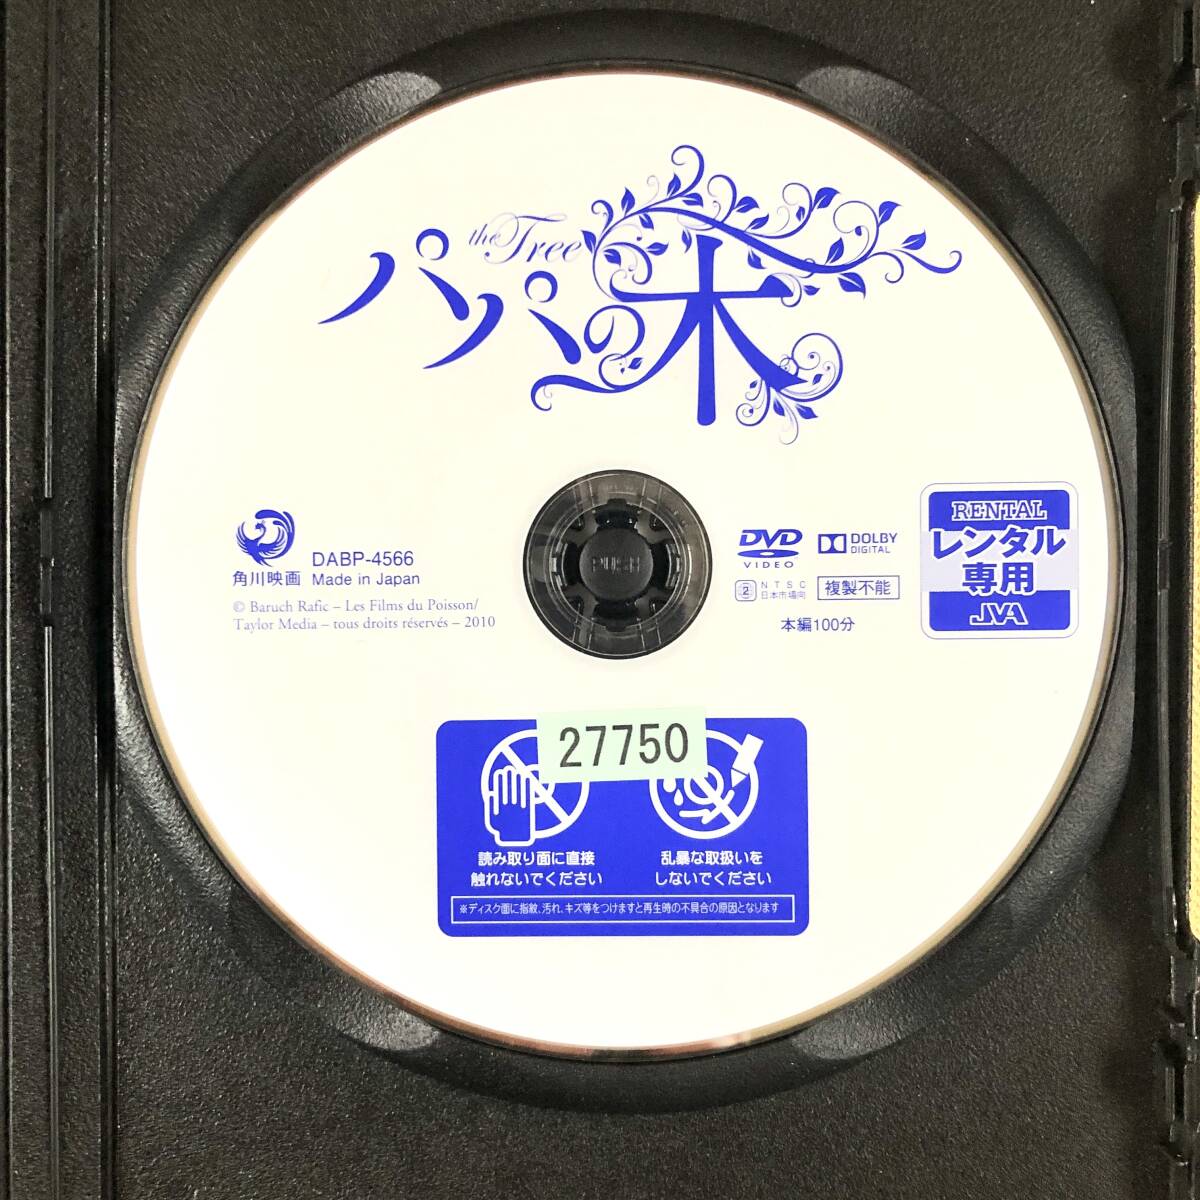 the Tree
パパの木
角川映画
DABP-4566
Made in Japan
© Baruch Rafic – Les Films du Poisson/
Taylor Media – tous droits réservés – 2010
PUSH
DVD
VIDEO
DOLBY
DIGITAL
2
NTSC
日本市場向
複製不能
本編100分
RENTAL
レンタル
専用
JVA
27750
読み取り面に直接
触れないでください
乱暴な取扱いを
しないでください
※ディスク面に指紋、汚れ、キズ等をつけますと再生時の不具合の原因となります